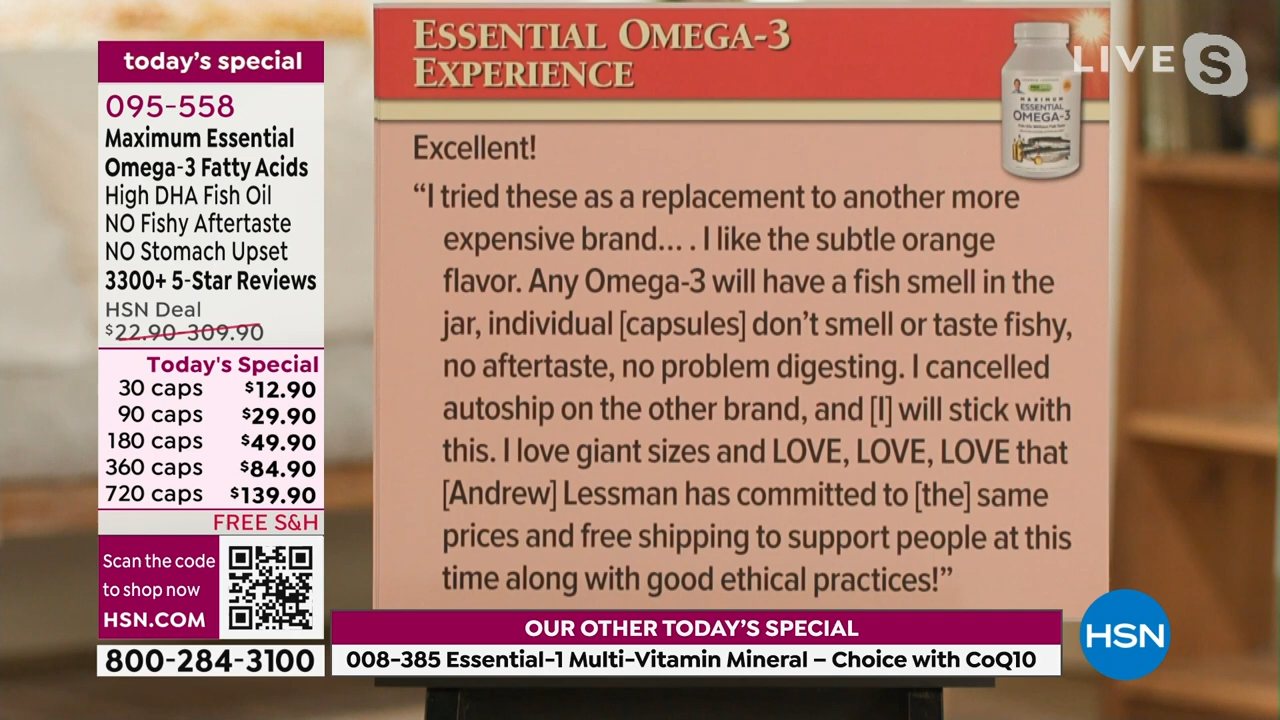 today's special
095-558
Maximum Essential
Omega-3 Fatty Acids
High DHA Fish Oil
NO Fishy Aftaste
NO Stomach Upset
3300+ 5-Star Reviews
HSN Deal
$22.90-309.90
Today's Special
30 caps $12.90
90 caps $29.90
180 caps $49.90
360 caps $84.90
720 caps $139.90
FREE S&H
Scan the code
to shop now
HSN.COM
800-284-3100
ESSENTIAL OMEGA-3
EXPERIENCE
MAXIMUM
ESSENTIAL
OMEGA-3
LIVE S
Excellent!
“I tried these as a replacement to another more
expensive brand... . I like the subtle orange
flavor. Any Omega-3 will have a fish smell in the
jar, individual [capsules] don’t smell or taste fishy,
no aftertaste, no problem digesting. I cancelled
autoship on the other brand, and [I] will stick with
this. I love giant sizes and LOVE, LOVE, LOVE that
[Andrew] Lessman has committed to [the] same
prices and free shipping to support people at this
time along with good ethical practices!”
OUR OTHER TODAY'S SPECIAL
008-385 Essential-1 Multi-Vitamin Mineral – Choice with CoQ10
HSN